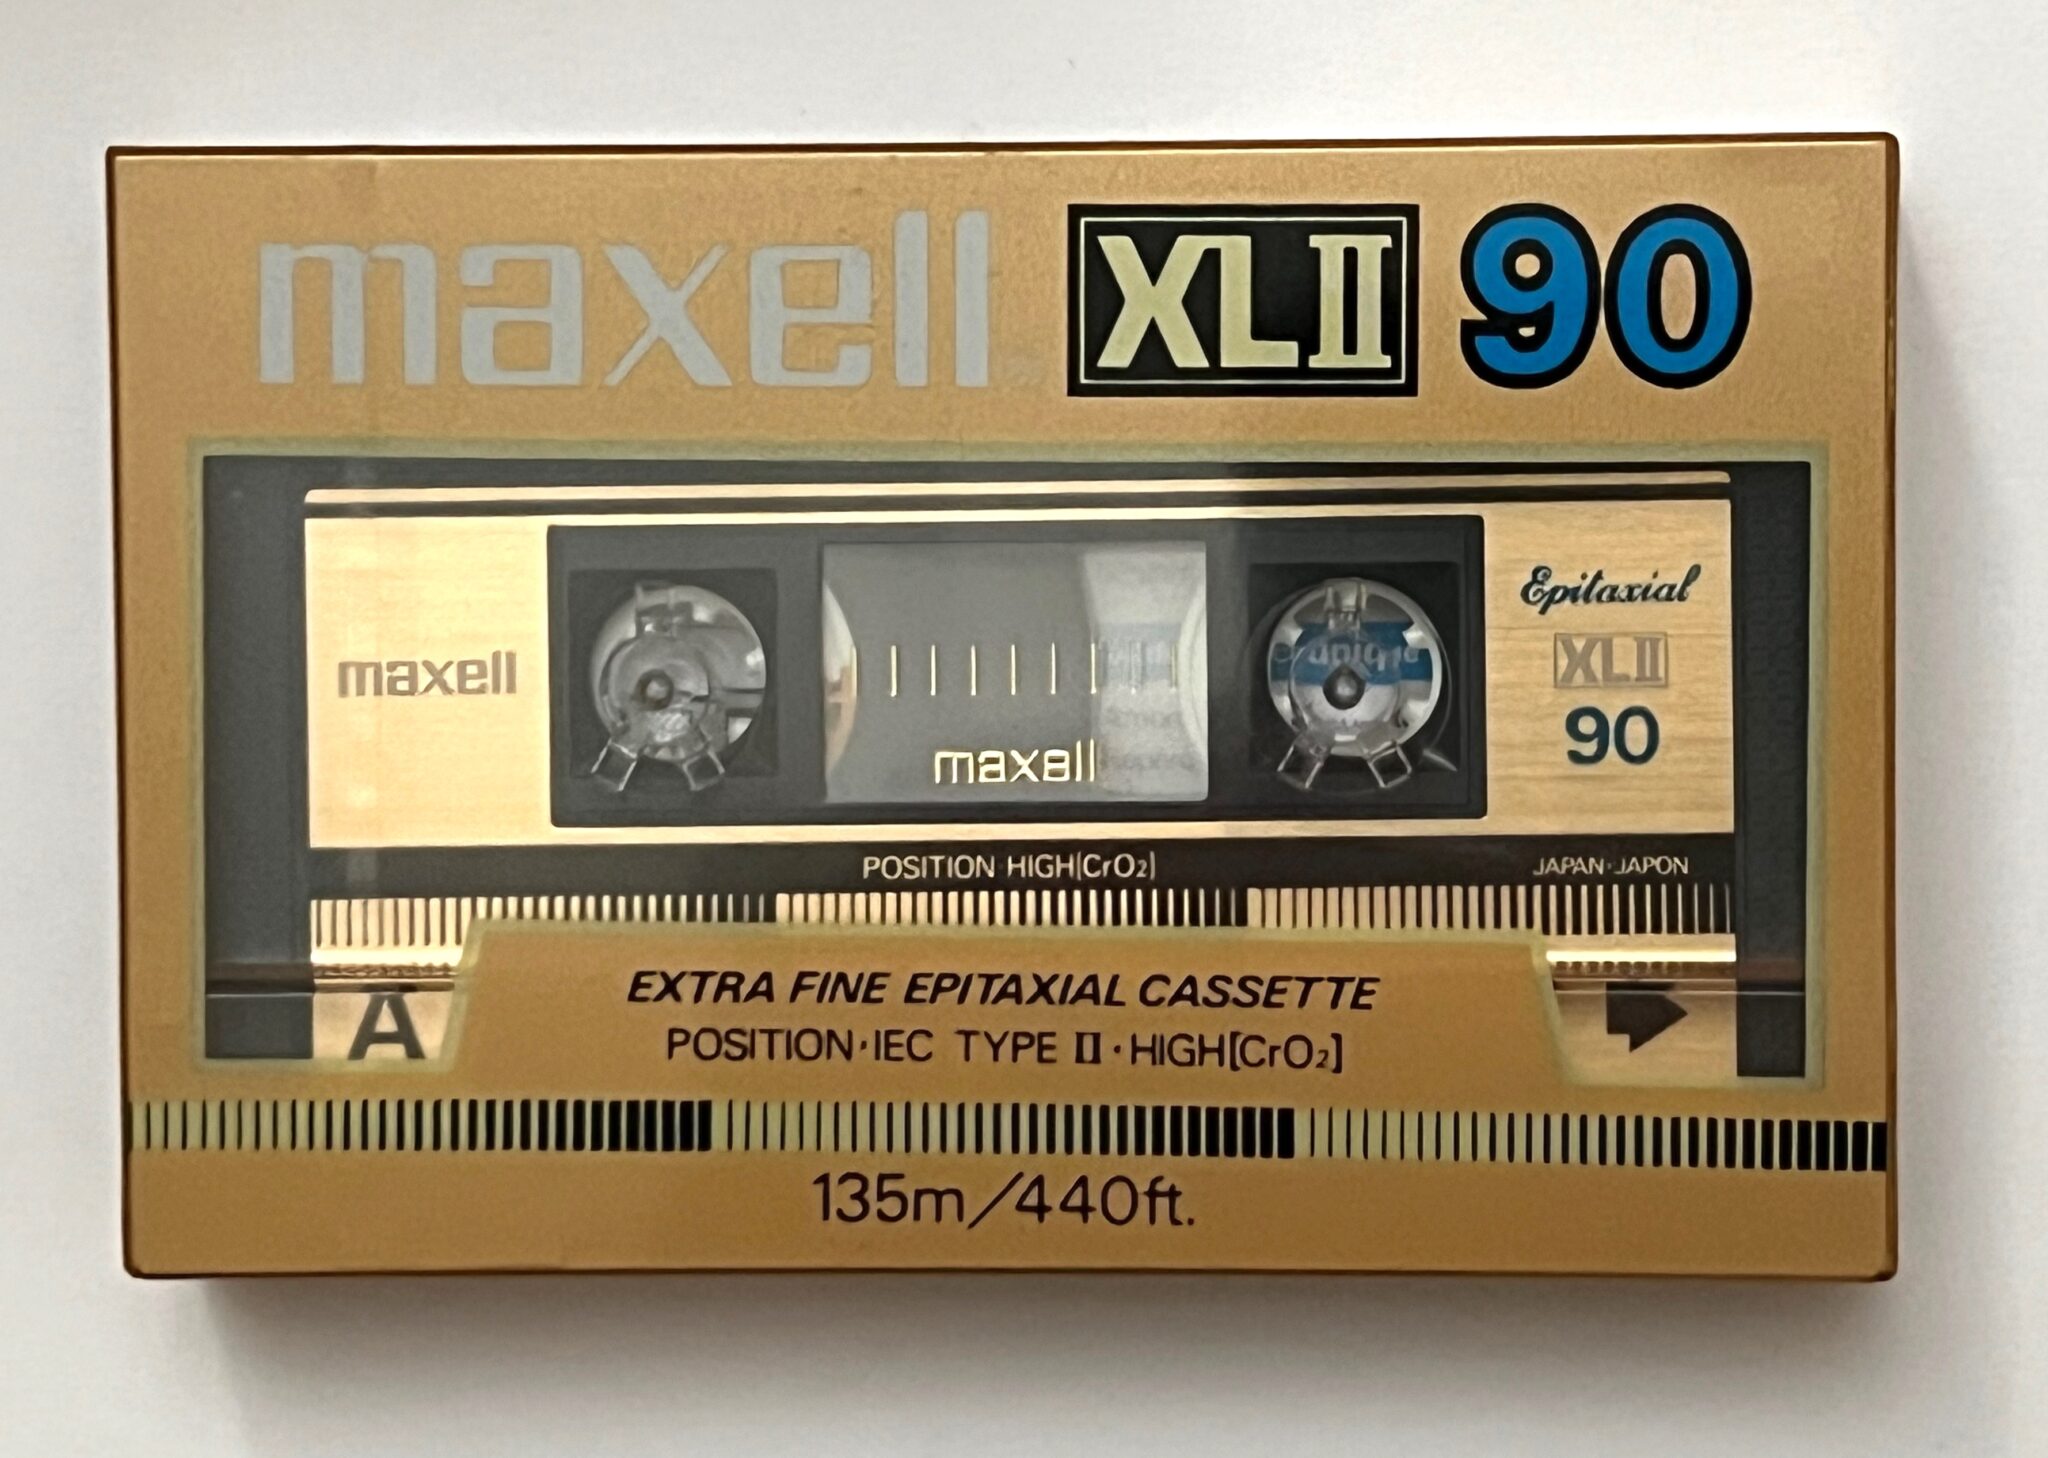 maxell XLII 90
maxell
Epitaxial
XLII
90
maxell
POSITION HIGH[CrO₂]
JAPAN·JAPON
A
EXTRA FINE EPITAXIAL CASSETTE
POSITION·IEC TYPE II·HIGH[CrO₂]
135m/440ft.